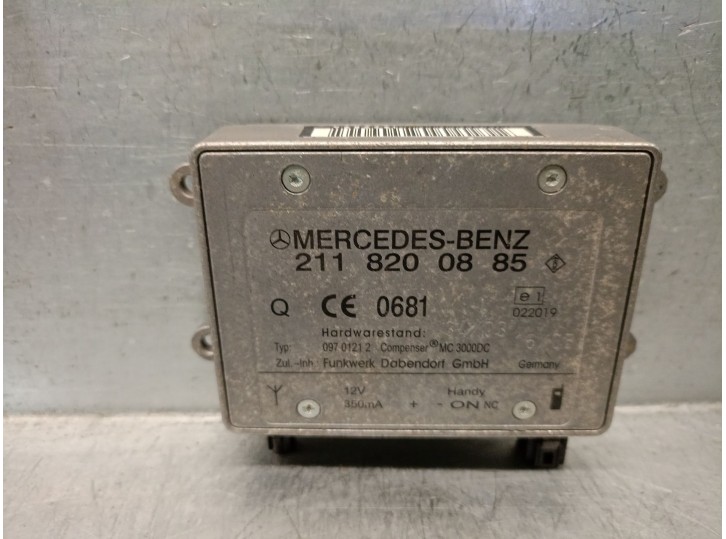 MERCEDES-BENZ
211 820 08 85
Q CE 0681 e1
022019
Hardwarestand:
Typ: 097 0121 2 Compenser® MC 3000DC
Zul.-Inh.: Funkwerk Dabendorf GmbH Germany
12V Handy
350mA + - ON NC